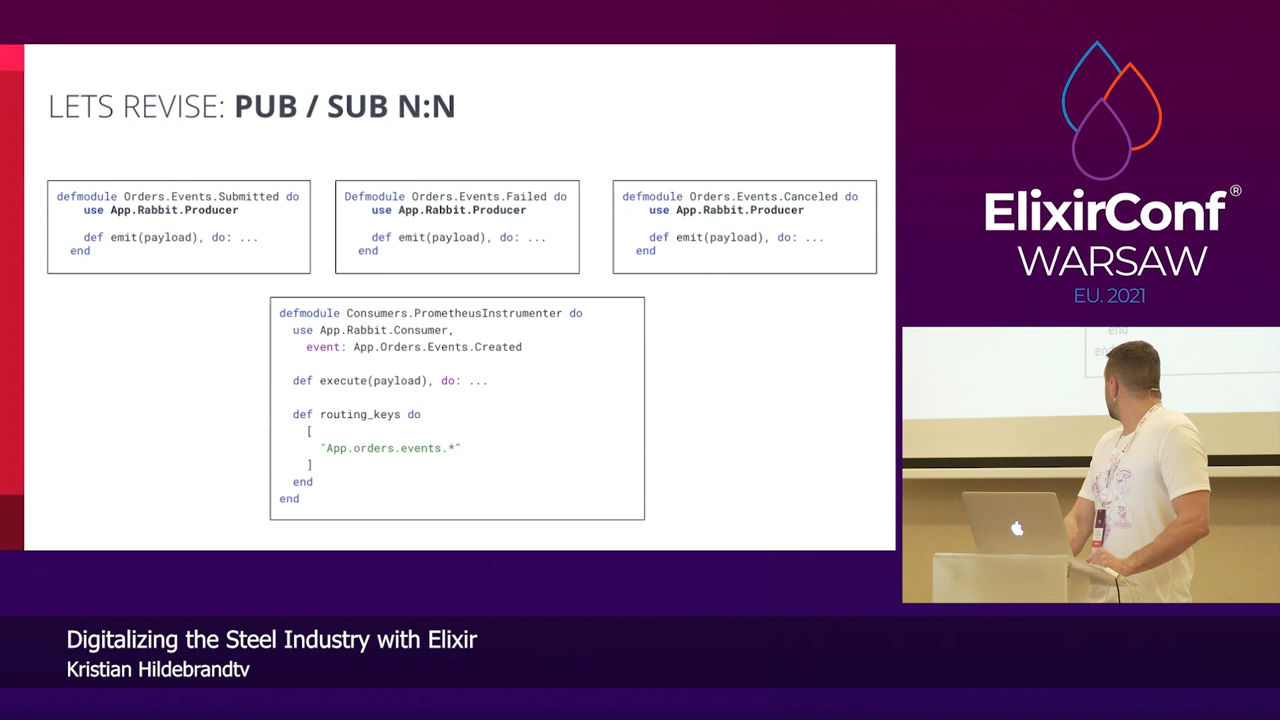 LETS REVISE: PUB / SUB N:N
defmodule Orders.Events.Submitted do
use App.Rabbit.Producer
def emit(payload), do: ...
end
Defmodule Orders.Events.Failed do
use App.Rabbit.Producer
def emit(payload), do: ...
end
defmodule Orders.Events.Canceled do
use App.Rabbit.Producer
def emit(payload), do: ...
end
defmodule Consumers.PrometheusInstrumenter do
use App.Rabbit.Consumer,
event: App.Orders.Events.Created
def execute(payload), do: ...
def routing_keys do
[
"App.orders.events.*"
]
end
end
ElixirConf®
WARSAW
EU. 2021
end
end
Digitalizing the Steel Industry with Elixir
Kristian Hildebrandtv